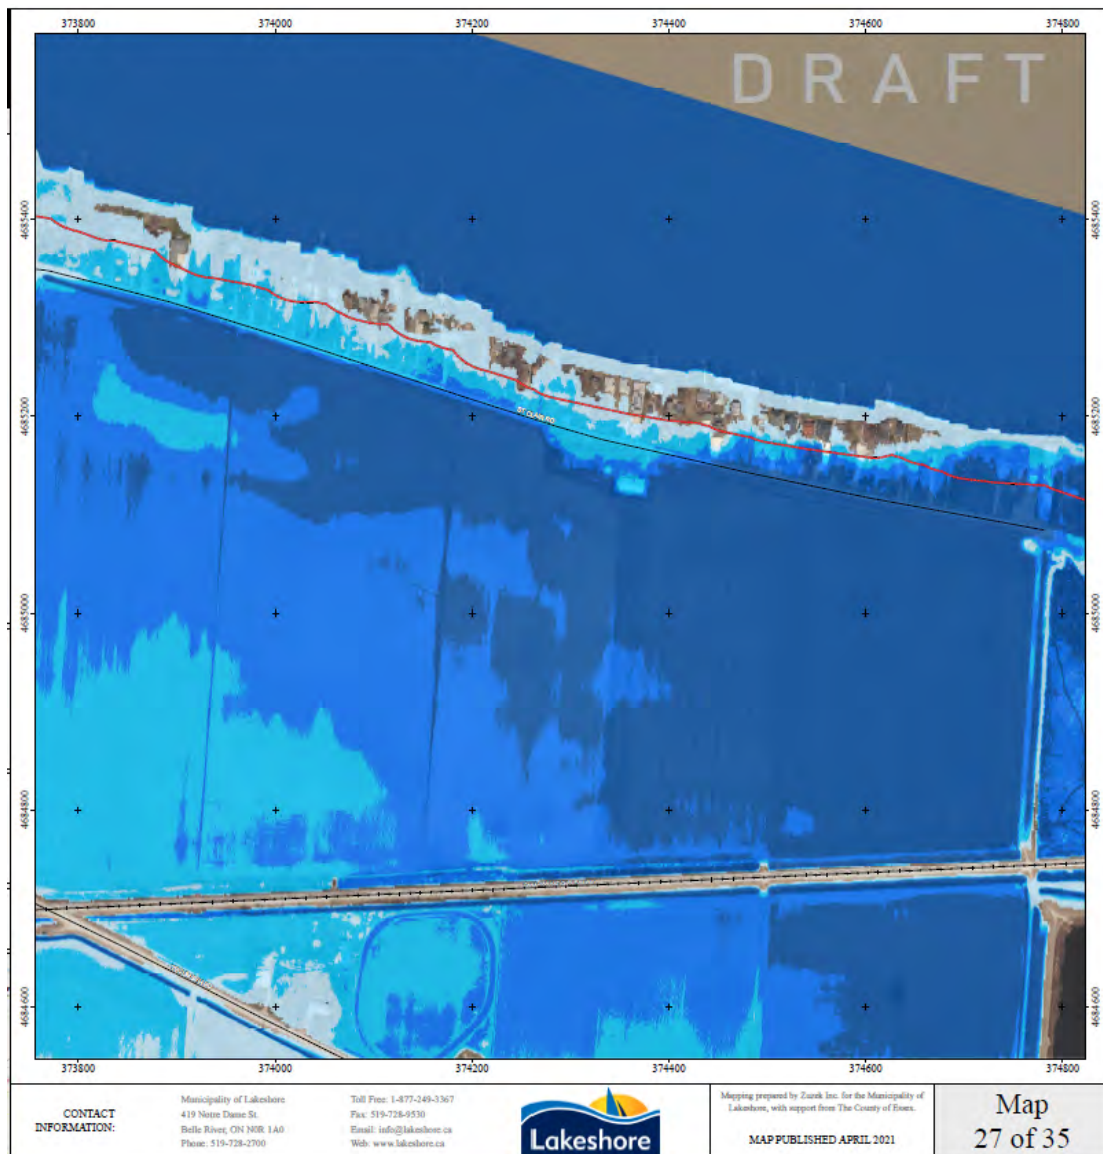 373800 374000 374200 374400 374600 374800
DRAFT
4685400 4685400
4685200 4685200
ST CLAIR RD
4685000 4685000
4684800 4684800
4684600 4684600
373800 374000 374200 374400 374600 374800
CONTACT
INFORMATION:
Municipality of Lakeshore
419 Notre Dame St.
Belle River, ON N0R 1A0
Phone: 519-728-2700
Toll Free: 1-877-249-3367
Fax: 519-728-9530
Email: info@lakeshore.ca
Web: www.lakeshore.ca
Lakeshore
Mapping prepared by Zuzek Inc. for the Municipality of
Lakeshore, with support from The County of Essex.
MAP PUBLISHED APRIL 2021
Map
27 of 35